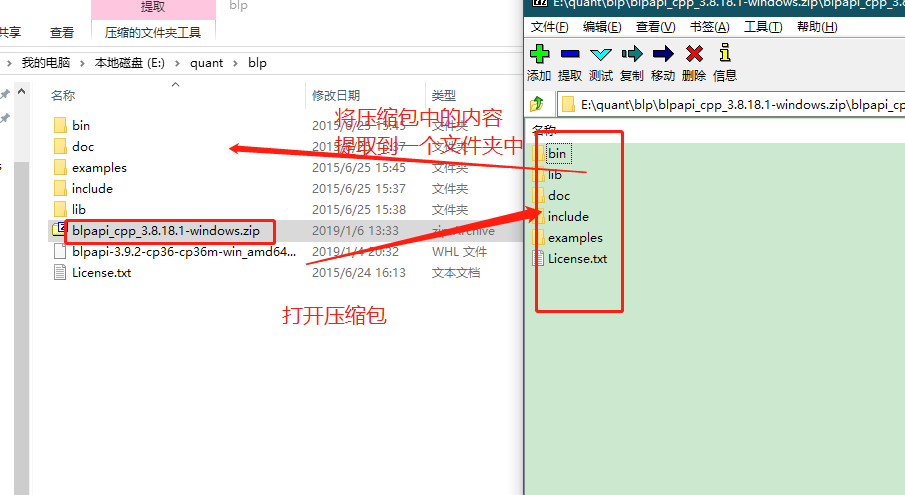 提取
blp
共享
查看
压缩的文件夹工具
我的电脑 › 本地磁盘 (E:) › quant › blp
名称
修改日期
类型
bin
2015/6/25 15:45
文件夹
doc
文件夹
examples
2015/6/25 15:45
文件夹
include
2015/6/25 15:37
文件夹
lib
2015/6/25 15:38
文件夹
blpapi_cpp_3.8.18.1-windows.zip
2019/1/6 13:33
zip Archive
blpapi-3.9.2-cp36-cp36m-win_amd64...
2019/1/4 20:32
WHL 文件
License.txt
2015/6/24 16:13
文本文档
将压缩包中的内容
提取到一个文件夹中
打开压缩包
E:\quant\blp\blpapi_cpp_3.8.18.1-windows.zip\blpapi_cpp_3.8
文件(F) 编辑(E) 查看(V) 书签(A) 工具(T) 帮助(H)
添加 提取 测试 复制 移动 删除 信息
E:\quant\blp\blpapi_cpp_3.8.18.1-windows.zip\blpapi_c
名称
bin
lib
doc
include
examples
License.txt